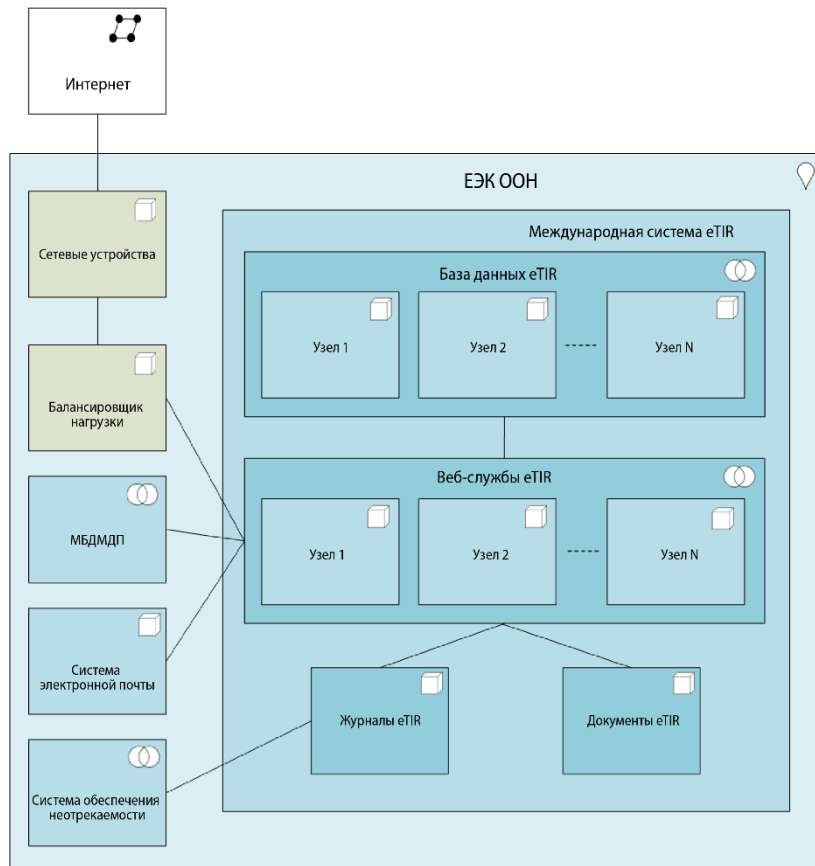 Интернет
ЕЭК ООН
Сетевые устройства
Международная система eTIR
База данных eTIR
Узел 1
Узел 2
Узел N
Балансировщик
нагрузки
Веб-службы eTIR
Узел 1
Узел 2
Узел N
МБДМДП
Система
электронной почты
Журналы eTIR
Документы eTIR
Система обеспечения
неотрекаемости